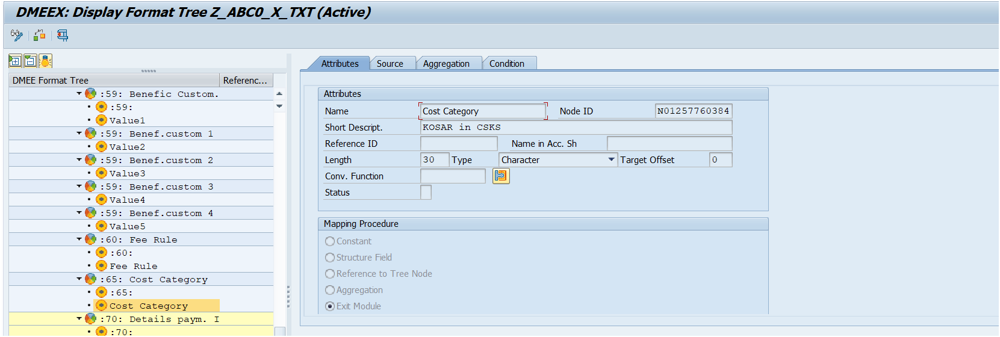 DMEEX: Display Format Tree Z_ABC0_X_TXT (Active)
DMEE Format Tree
Referenc...
:59: Benefic Custom.
:59:
Value1
:59: Benef.custom 1
Value2
:59: Benef.custom 2
Value3
:59: Benef.custom 3
Value4
:59: Benef.custom 4
Value5
:60: Fee Rule
:60:
Fee Rule
:65: Cost Category
:65:
Cost Category
:70: Details paym. I
:70:
Attributes
Source
Aggregation
Condition
Attributes
Name
Cost Category
Node ID
N01257760384
Short Descript.
KOSAR in CSKS
Reference ID
Name in Acc. Sh
Length
30
Type
Character
Target Offset
0
Conv. Function
Status
Mapping Procedure
Constant
Structure Field
Reference to Tree Node
Aggregation
Exit Module